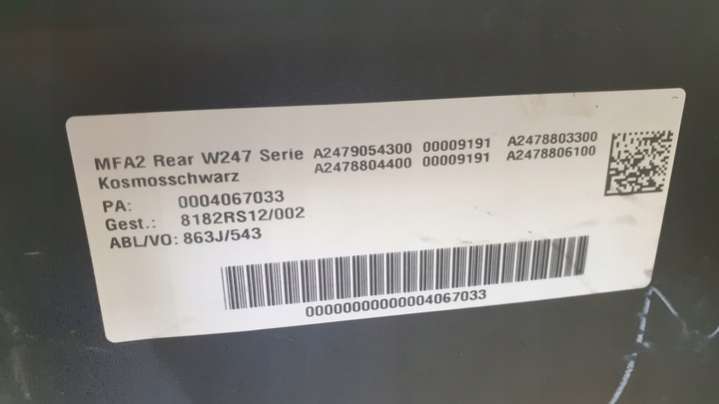 MFA2 Rear W247 Serie A2479054300 00009191 A2478803300
Kosmosschwarz A2478804400 00009191 A2478806100
PA: 0004067033
Gest.: 8182RS12/002
ABL/VO: 863J/543
00000000000004067033